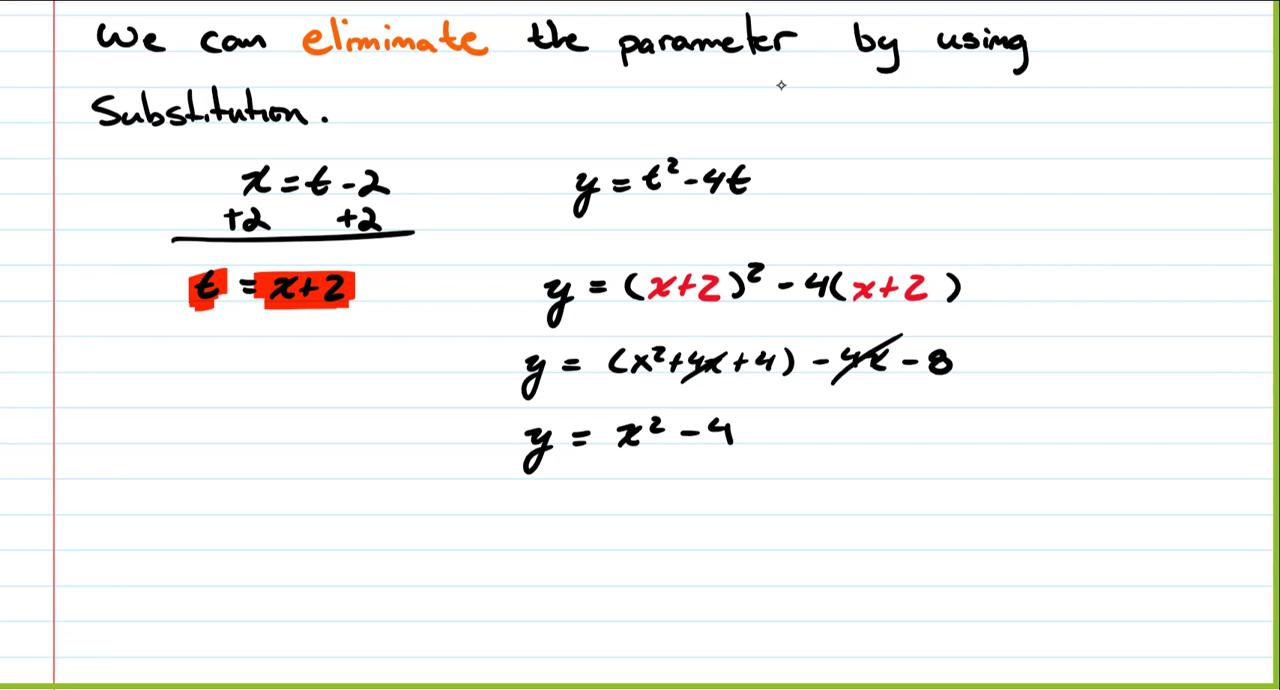 We can eliminate the parameter by using
Substitution.
x = t - 2
+2 +2
t = x+2
y = t² - 4t
y = (x+2)² - 4(x+2)
y = (x²+4x+4) - 4x - 8
y = x² - 4